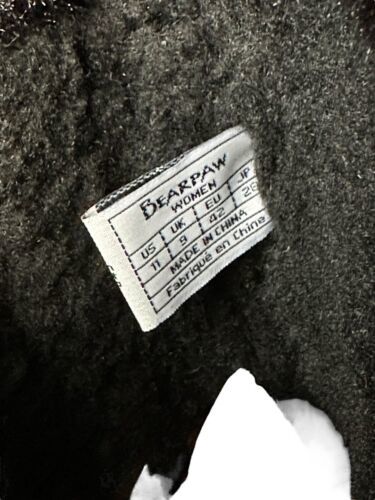 BEARPAW
WOMEN
US UK EU JP
11 9 42 28
MADE IN CHINA
Fabriqué en Chine